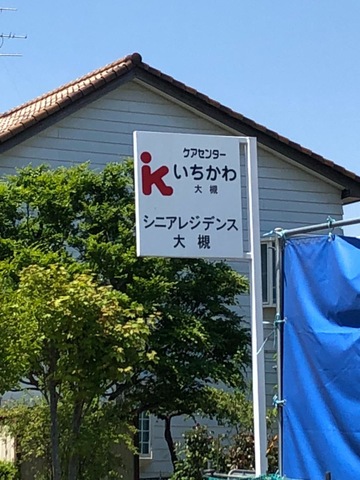 ケアセンター
ik いちかわ
大槻
シニアレジデンス
大槻